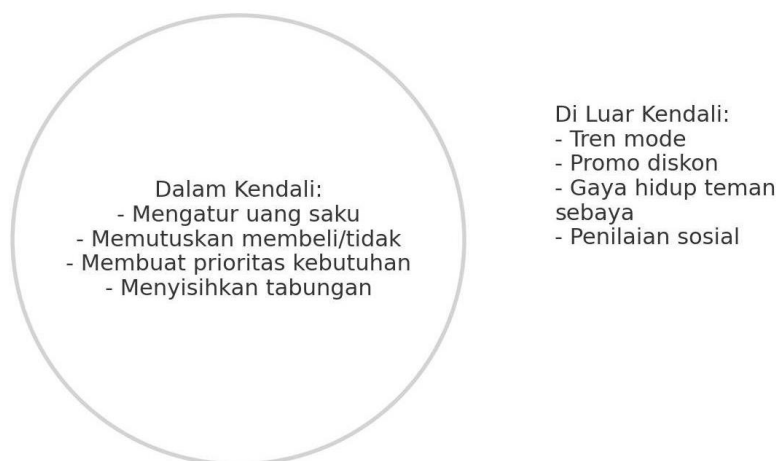 Dalam Kendali:
- Mengatur uang saku
- Memutuskan membeli/tidak
- Membuat prioritas kebutuhan
- Menyisihkan tabungan
Di Luar Kendali:
- Tren mode
- Promo diskon
- Gaya hidup teman
sebaya
- Penilaian sosial